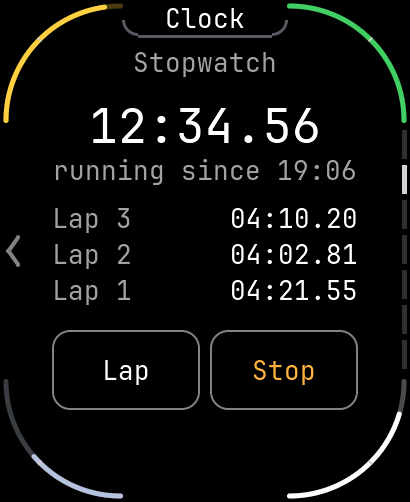 Clock
Stopwatch
12:34.56
running since 19:06
Lap 3 04:10.20
Lap 2 04:02.81
Lap 1 04:21.55
Lap Stop